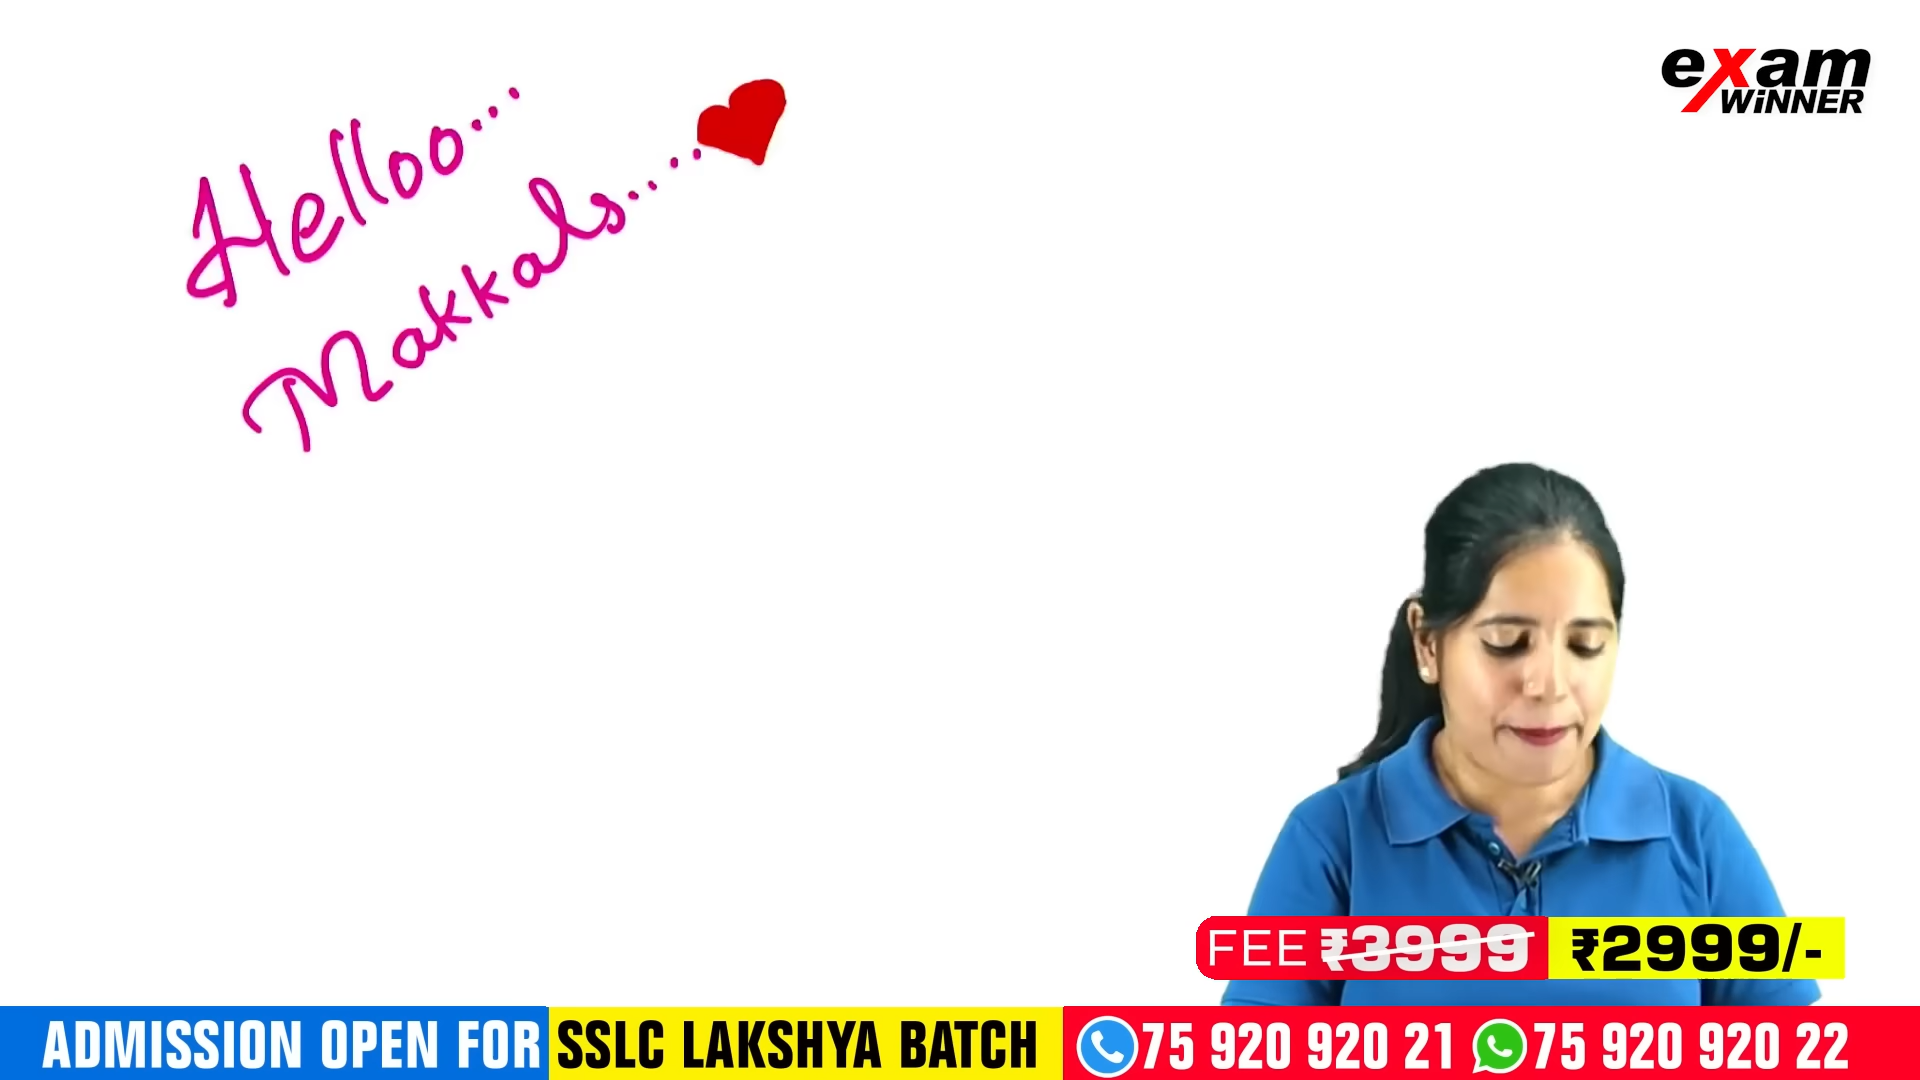 exam
WiNNER
Helloo...
Makkals....
FEE ₹3999 ₹2999/-
ADMISSION OPEN FOR SSLC LAKSHYA BATCH 75 920 920 21 75 920 920 22